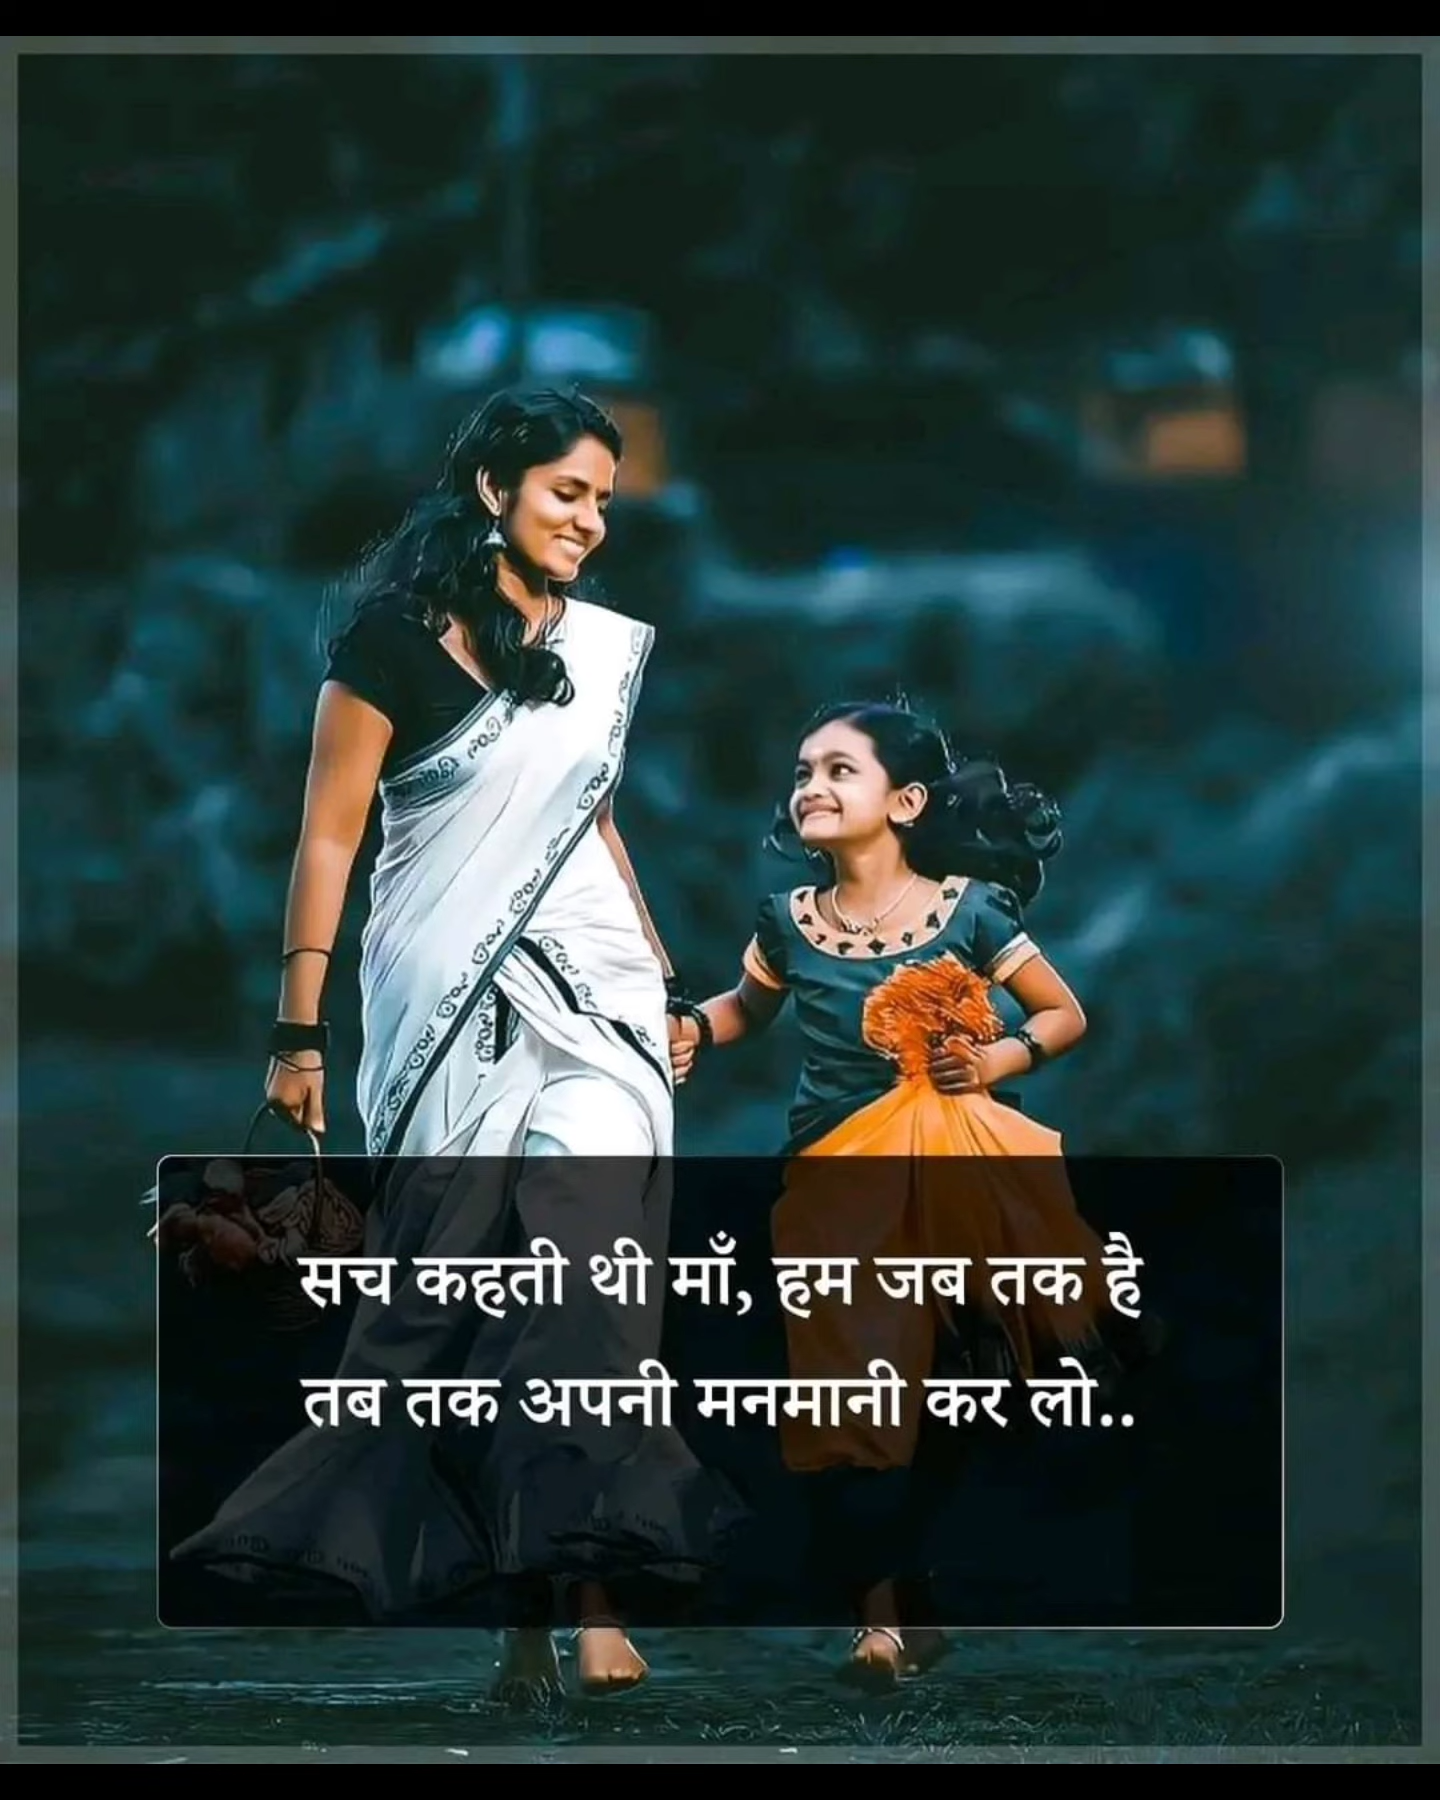 सच कहती थी माँ, हम जब तक है
तब तक अपनी मनमानी कर लो..